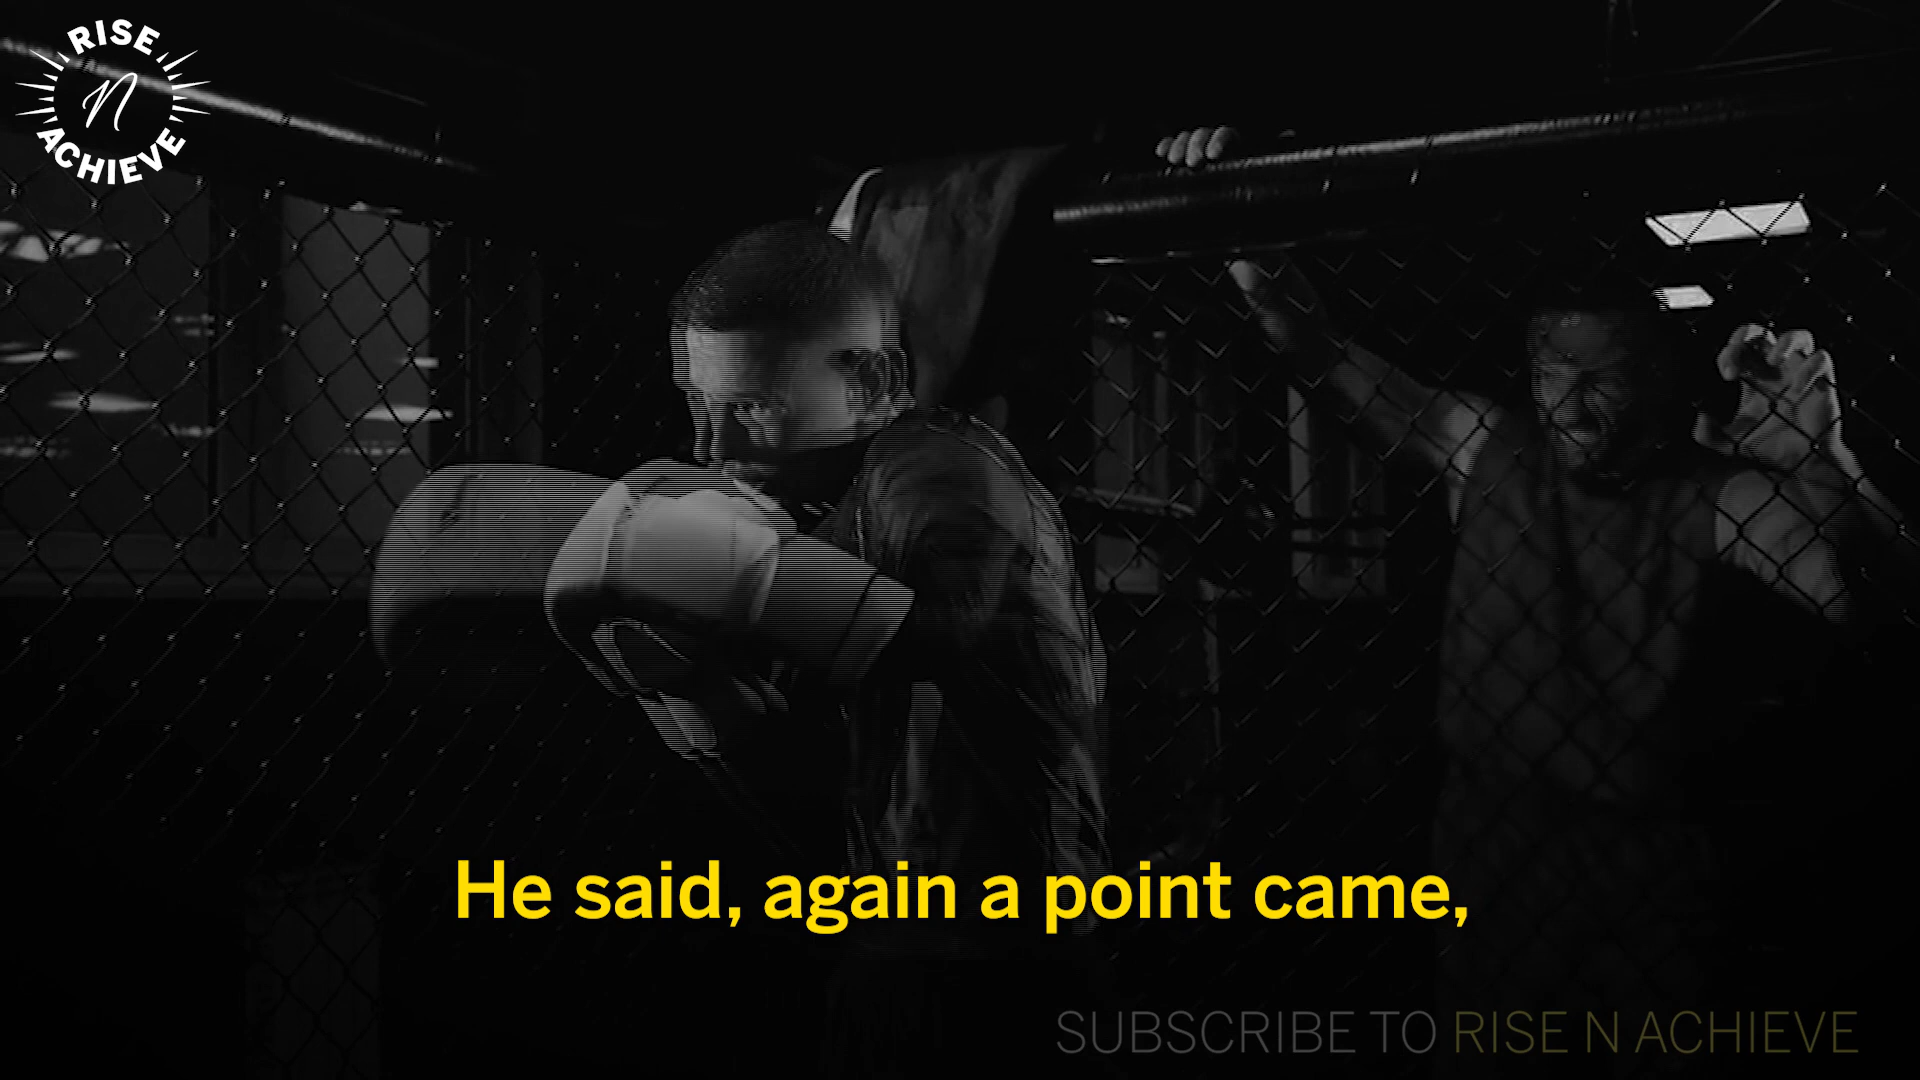 RISE
N
ACHIEVE
He said, again a point came,
SUBSCRIBE TO RISE N ACHIEVE